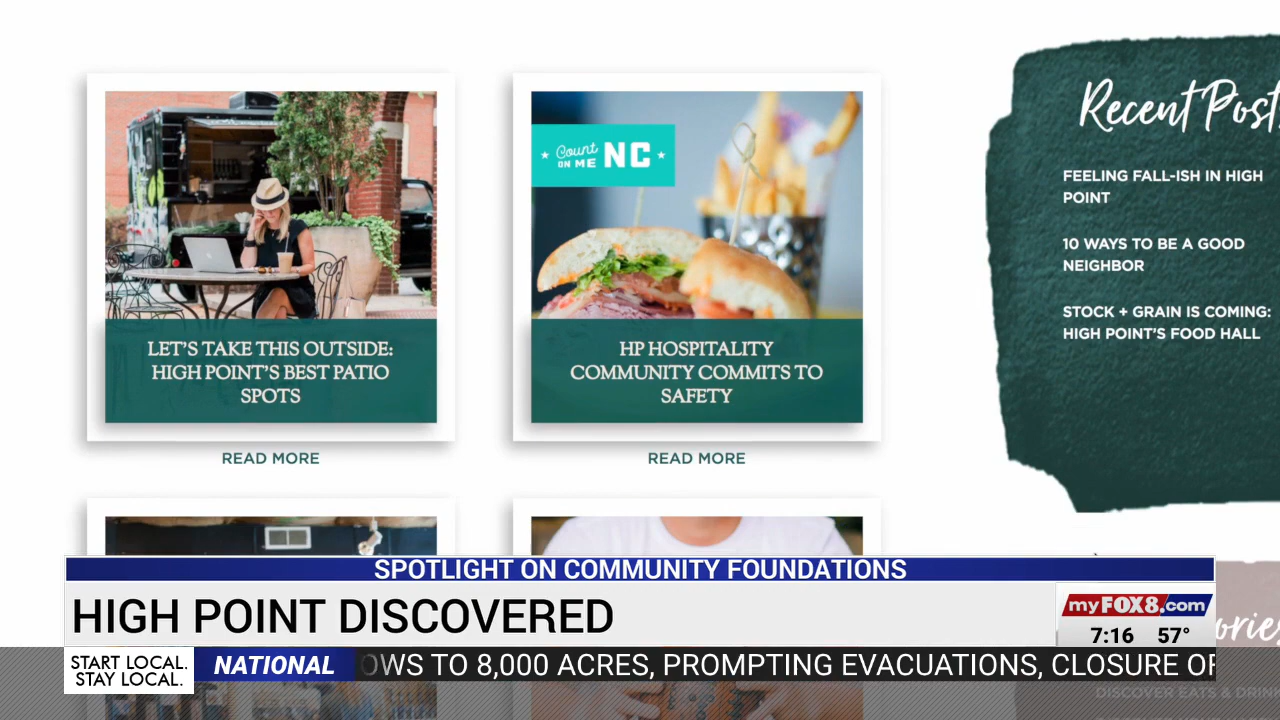 Count
ON ME NC
LET'S TAKE THIS OUTSIDE:
HIGH POINT'S BEST PATIO
SPOTS
READ MORE
HP HOSPITALITY
COMMUNITY COMMITS TO
SAFETY
READ MORE
Recent Post
FEELING FALL-ISH IN HIGH
POINT
10 WAYS TO BE A GOOD
NEIGHBOR
STOCK + GRAIN IS COMING:
HIGH POINT'S FOOD HALL
SPOTLIGHT ON COMMUNITY FOUNDATIONS
HIGH POINT DISCOVERED
myFOX8.com
7:16 57°
START LOCAL.
STAY LOCAL.
NATIONAL
OWS TO 8,000 ACRES, PROMPTING EVACUATIONS, CLOSURE OF
DISCOVER EATS & DRIN